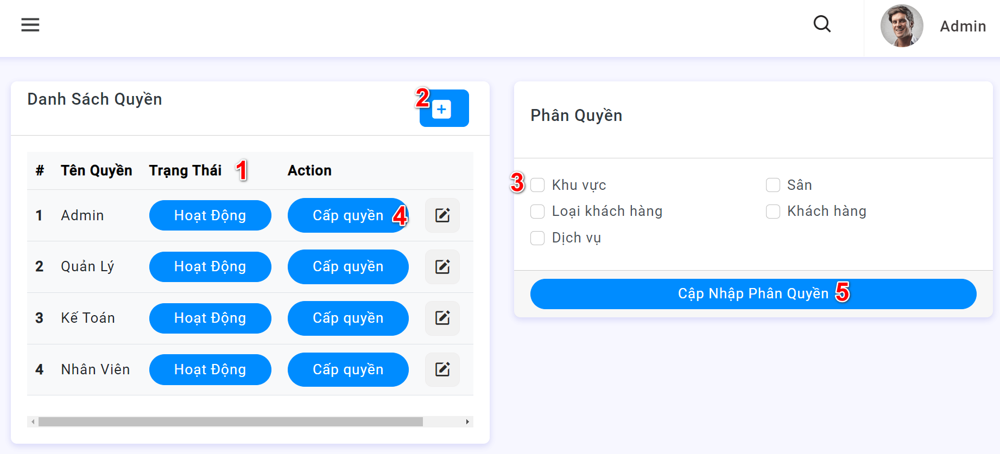 Admin
Danh Sách Quyền
2
# Tên Quyền Trạng Thái 1 Action
1 Admin Hoạt Động Cấp quyền 4
2 Quản Lý Hoạt Động Cấp quyền
3 Kế Toán Hoạt Động Cấp quyền
4 Nhân Viên Hoạt Động Cấp quyền
Phân Quyền
3 Khu vực Sân
Loại khách hàng Khách hàng
Dịch vụ
Cập Nhập Phân Quyền 5